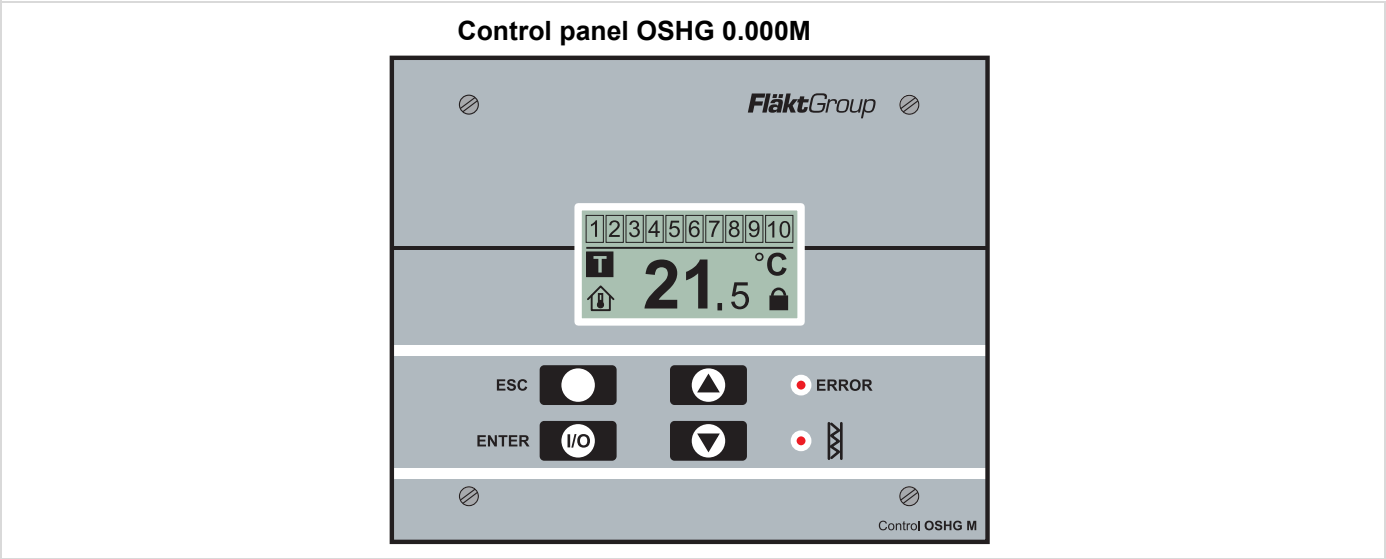 Control panel OSHG 0.000M
FläktGroup
1 2 3 4 5 6 7 8 9 10
T
°C
21.5
ESC
ERROR
ENTER I/O
Control OSHG M